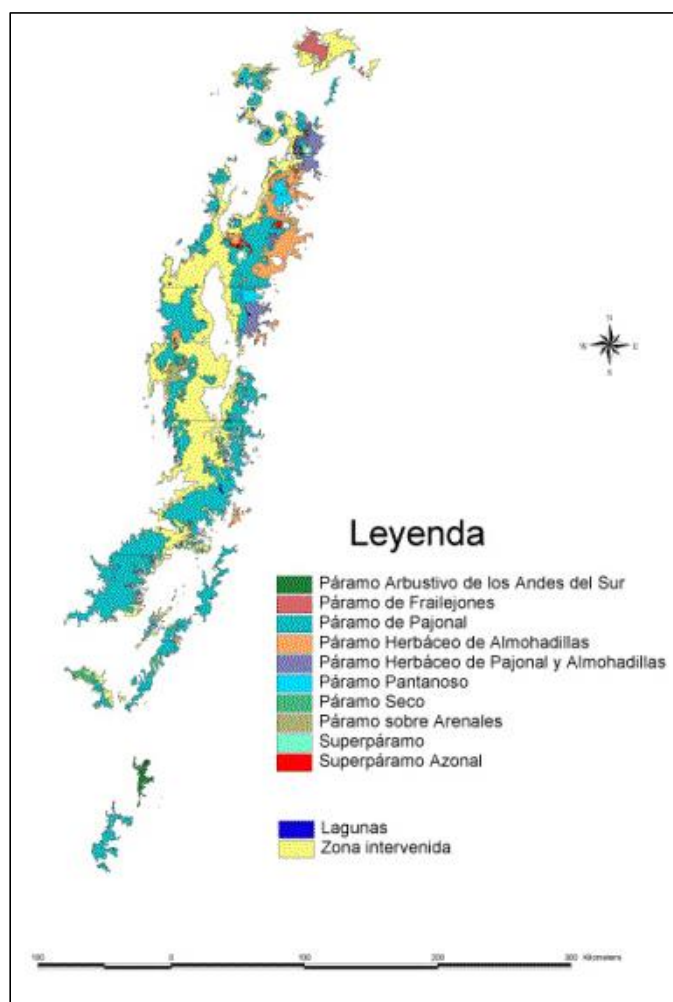 N
W E
S
Leyenda
Páramo Arbustivo de los Andes del Sur
Páramo de Frailejones
Páramo de Pajonal
Páramo Herbáceo de Almohadillas
Páramo Herbáceo de Pajonal y Almohadillas
Páramo Pantanoso
Páramo Seco
Páramo sobre Arenales
Superpáramo
Superpáramo Azonal
Lagunas
Zona intervenida
100 0 100 200 300 Kilometers